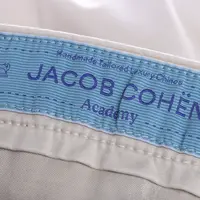 Handmade Tailored Luxury Chinos
JACOB COHËN
Academy